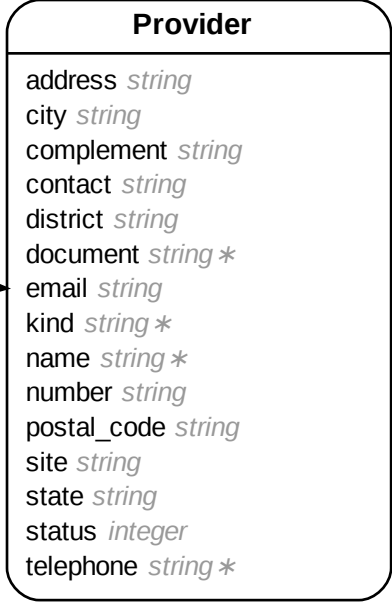 Provider
address string
city string
complement string
contact string
district string
document string ∗
email string
kind string ∗
name string ∗
number string
postal_code string
site string
state string
status integer
telephone string ∗